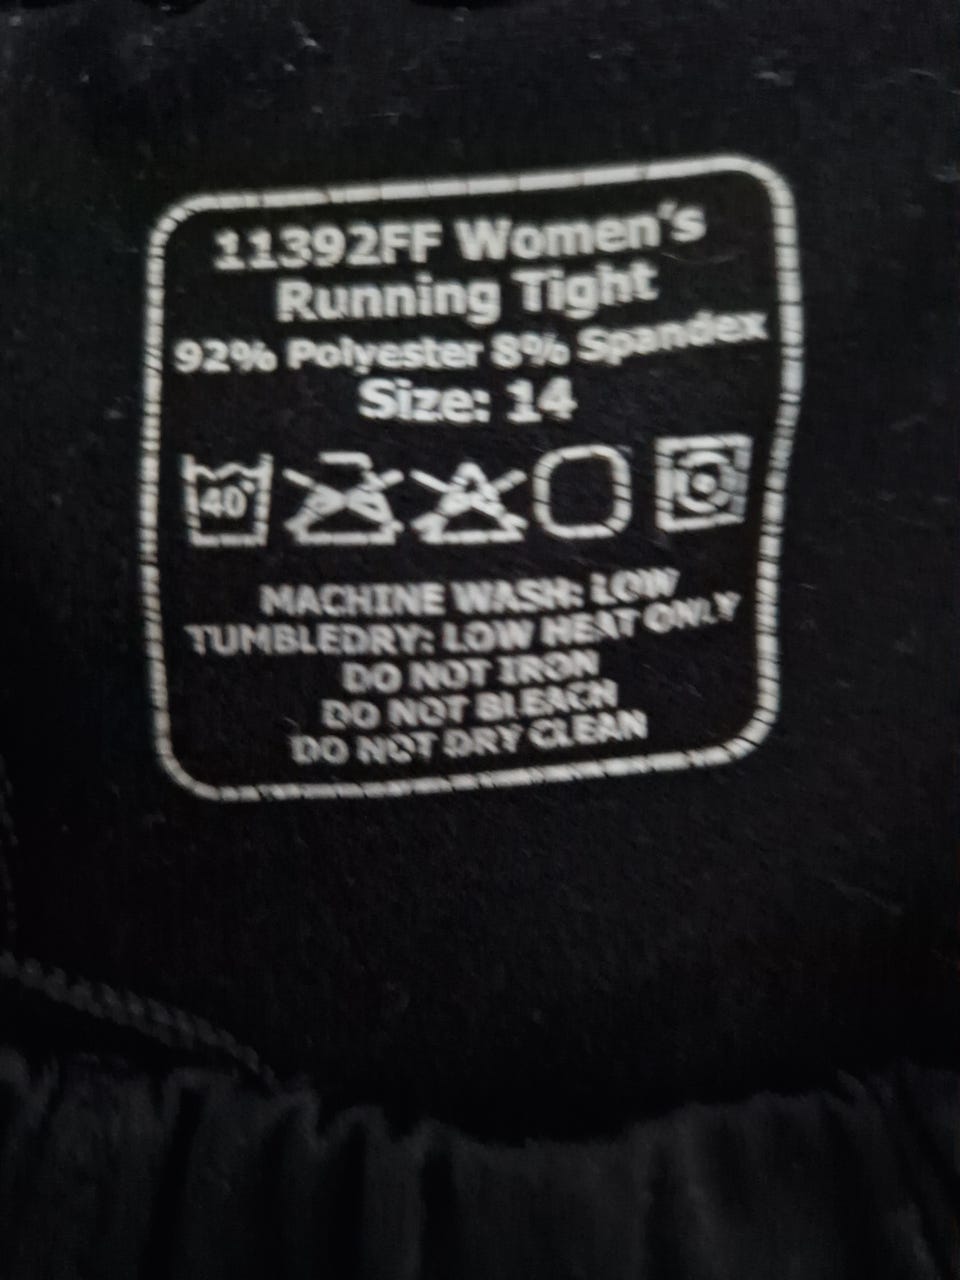 11392FF Women's
Running Tight
92% Polyester 8% Spandex
Size: 14
40°
MACHINE WASH: LOW
TUMBLEDRY: LOW HEAT ONLY
DO NOT IRON
DO NOT BLEACH
DO NOT DRY CLEAN